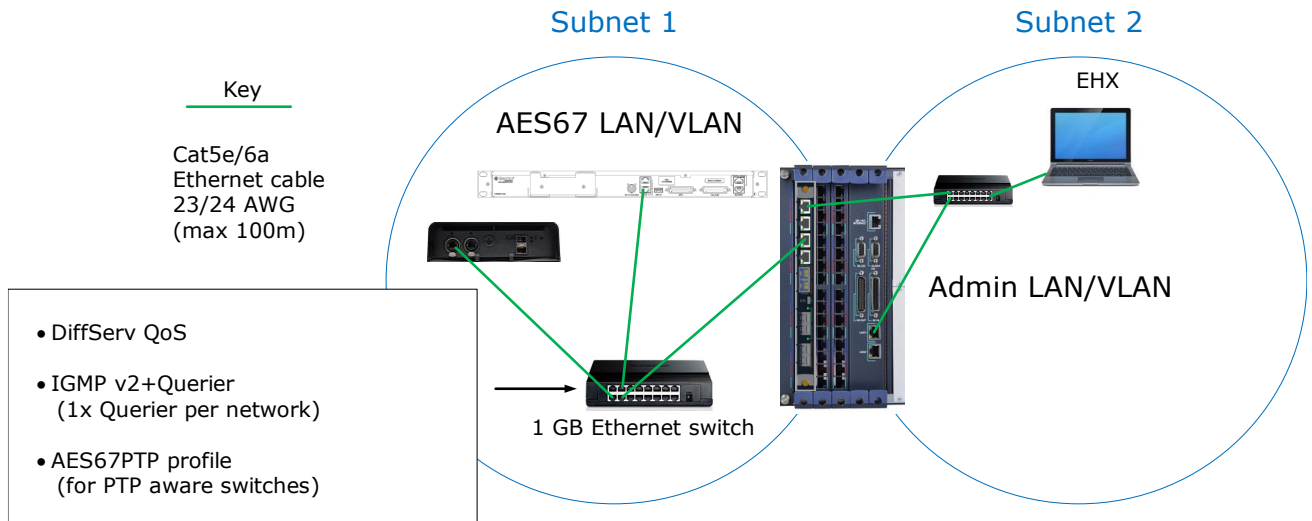 Subnet 1
Subnet 2
Key
Cat5e/6a
Ethernet cable
23/24 AWG
(max 100m)
AES67 LAN/VLAN
EHX
Admin LAN/VLAN
• DiffServ QoS
• IGMP v2+Querier
(1x Querier per network)
• AES67PTP profile
(for PTP aware switches)
1 GB Ethernet switch